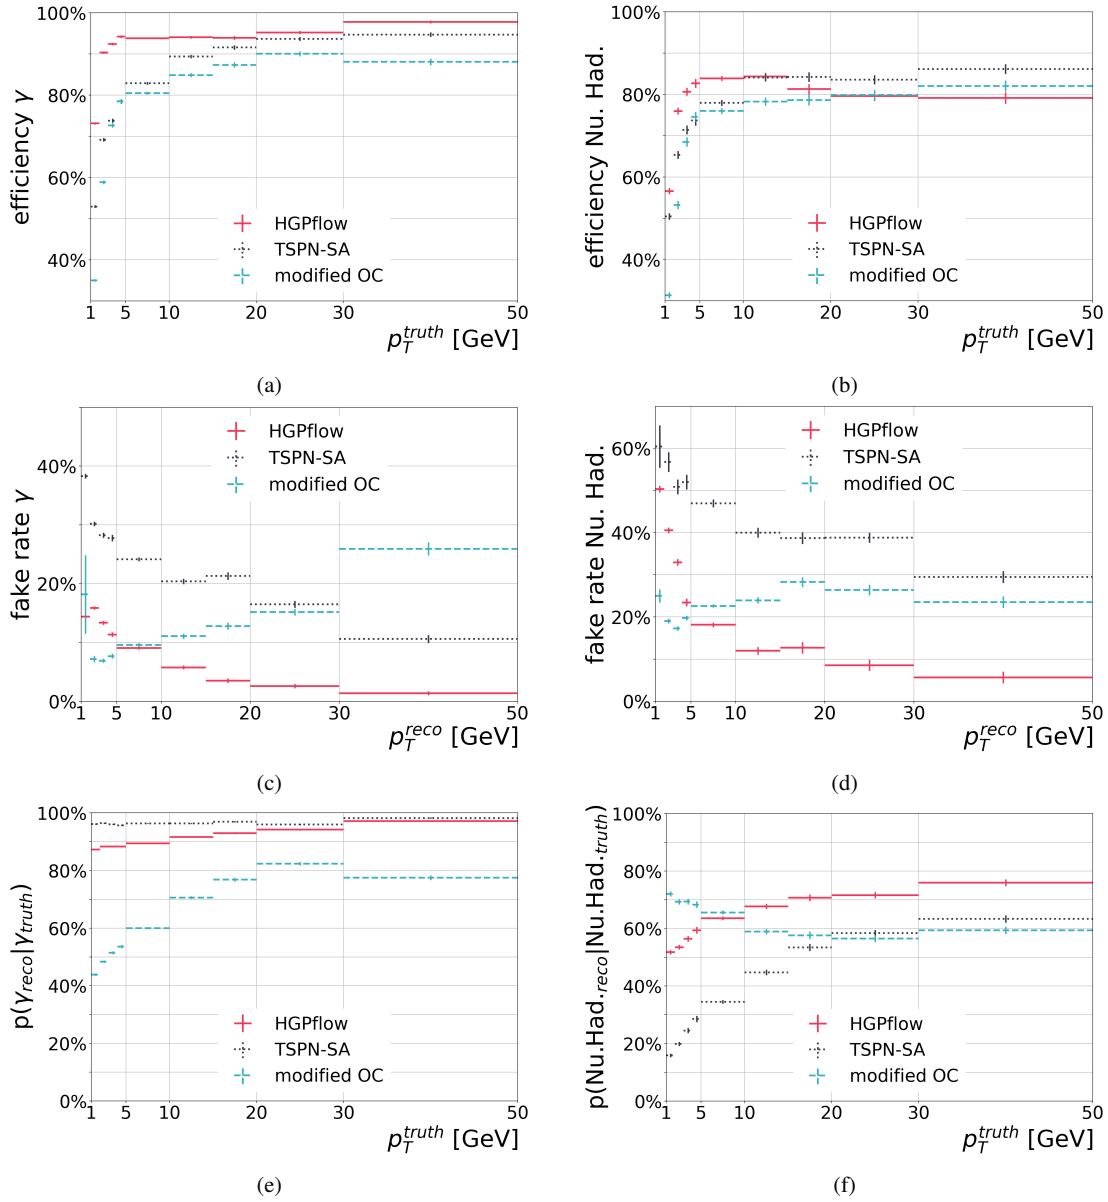 100%
80%
60%
40%
efficiency γ
HGPflow
TSPN-SA
modified OC
1 5 10 20 30 50
p_T^{truth} [GeV]
(a)
100%
80%
60%
40%
efficiency Nu. Had.
HGPflow
TSPN-SA
modified OC
1 5 10 20 30 50
p_T^{truth} [GeV]
(b)
40%
20%
0%
fake rate γ
HGPflow
TSPN-SA
modified OC
1 5 10 20 30 50
p_T^{reco} [GeV]
(c)
60%
40%
20%
0%
fake rate Nu. Had.
HGPflow
TSPN-SA
modified OC
1 5 10 20 30 50
p_T^{reco} [GeV]
(d)
100%
80%
60%
40%
20%
0%
p(γ_{reco}|γ_{truth})
HGPflow
TSPN-SA
modified OC
1 5 10 20 30 50
p_T^{truth} [GeV]
(e)
100%
80%
60%
40%
20%
0%
p(Nu.Had._{reco}|Nu.Had._{truth})
HGPflow
TSPN-SA
modified OC
1 5 10 20 30 50
p_T^{truth} [GeV]
(f)